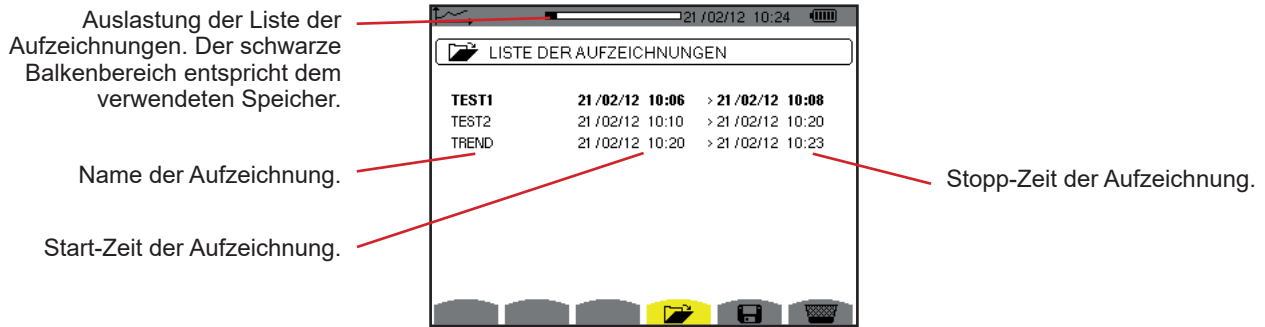 Auslastung der Liste der
Aufzeichnungen. Der schwarze
Balkenbereich entspricht dem
verwendeten Speicher.
21/02/12 10:24
LISTE DER AUFZEICHNUNGEN
TEST1 21/02/12 10:06 > 21/02/12 10:08
TEST2 21/02/12 10:10 > 21/02/12 10:20
TREND 21/02/12 10:20 > 21/02/12 10:23
Name der Aufzeichnung.
Stopp-Zeit der Aufzeichnung.
Start-Zeit der Aufzeichnung.